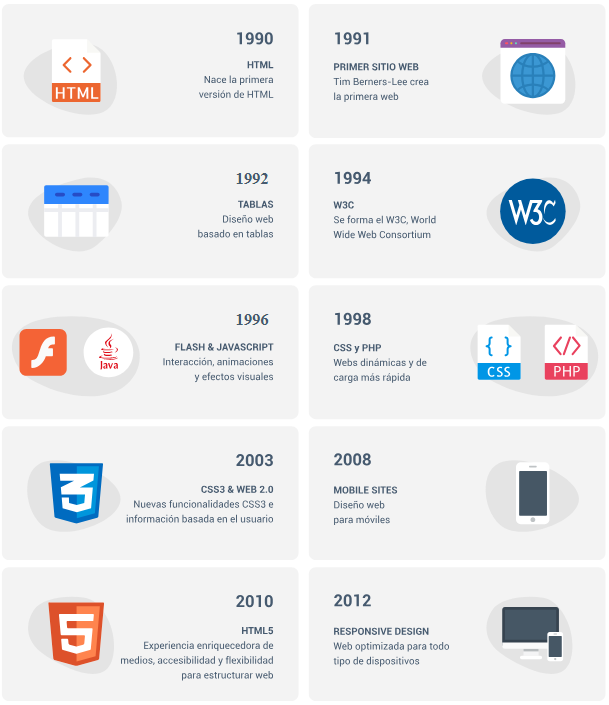 1990
HTML
HTML
Nace la primera
versión de HTML
1991
PRIMER SITIO WEB
Tim Berners-Lee crea
la primera web
1992
TABLAS
Diseño web
basado en tablas
1994
W3C
Se forma el W3C, World
Wide Web Consortium
W3C
1996
FLASH & JAVASCRIPT
Interacción, animaciones
y efectos visuales
Java
1998
CSS y PHP
Webs dinámicas y de
carga más rápida
CSS
PHP
2003
CSS3 & WEB 2.0
Nuevas funcionalidades CSS3 e
información basada en el usuario
2008
MOBILE SITES
Diseño web
para móviles
2010
HTML5
Experiencia enriquecedora de
medios, accesibilidad y flexibilidad
para estructurar web
5
2012
RESPONSIVE DESIGN
Web optimizada para todo
tipo de dispositivos